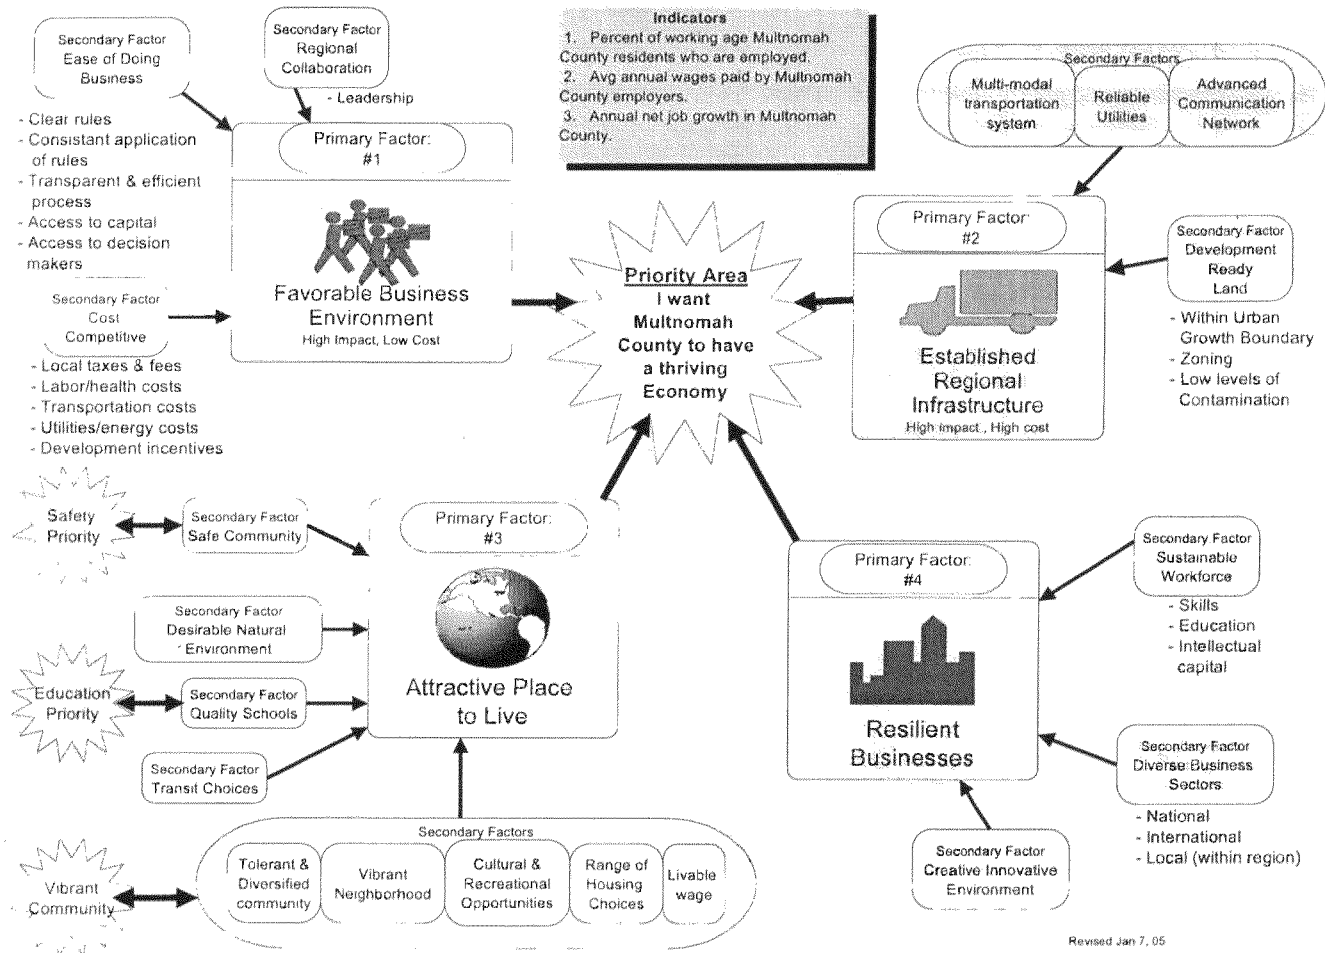 Secondary Factor
Ease of Doing
Business
- Clear rules
- Consistant application
of rules
- Transparent & efficient
process
- Access to capital
- Access to decision
makers
Secondary Factor
Regional
Collaboration
- Leadership
Primary Factor:
#1
Favorable Business
Environment
High Impact, Low Cost
Secondary Factor
Cost
Competitive
- Local taxes & fees
- Labor/health costs
- Transportation costs
- Utilities/energy costs
- Development incentives
Indicators
1. Percent of working age Multnomah
County residents who are employed.
2. Avg annual wages paid by Multnomah
County employers.
3. Annual net job growth in Multnomah
County.
Priority Area
I want
Multnomah
County to have
a thriving
Economy
Secondary Factors
Multi-modal
transportation
system
Reliable
Utilities
Advanced
Communication
Network
Primary Factor:
#2
Established
Regional
Infrastructure
High Impact , High cost
Secondary Factor
Development
Ready
Land
- Within Urban
Growth Boundary
- Zoning
- Low levels of
Contamination
Safety
Priority
Secondary Factor
Safe Community
Secondary Factor
Desirable Natural
Environment
Education
Priority
Secondary Factor
Quality Schools
Secondary Factor
Transit Choices
Primary Factor:
#3
Attractive Place
to Live
Vibrant
Community
Secondary Factors
Tolerant &
Diversified
community
Vibrant
Neighborhood
Cultural &
Recreational
Opportunities
Range of
Housing
Choices
Livable
wage
Primary Factor:
#4
Resilient
Businesses
Secondary Factor
Sustainable
Workforce
- Skills
- Education
- Intellectual
capital
Secondary Factor
Diverse Business
Sectors
- National
- International
- Local (within region)
Secondary Factor
Creative Innovative
Environment
Revised Jan 7, 05